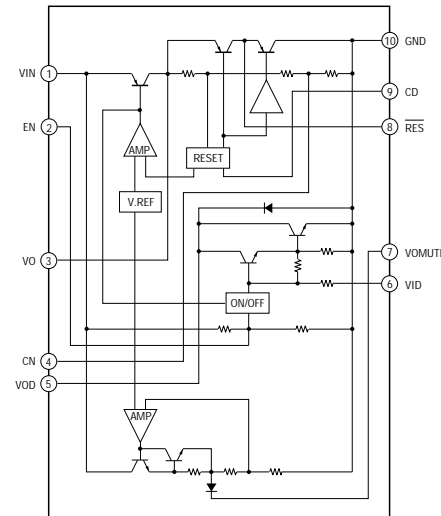 VIN 1
EN 2
VO 3
CN 4
VOD 5
10 GND
9 CD
8 RES
7 VOMUTE
6 VID
AMP
RESET
V.REF
ON/OFF
AMP